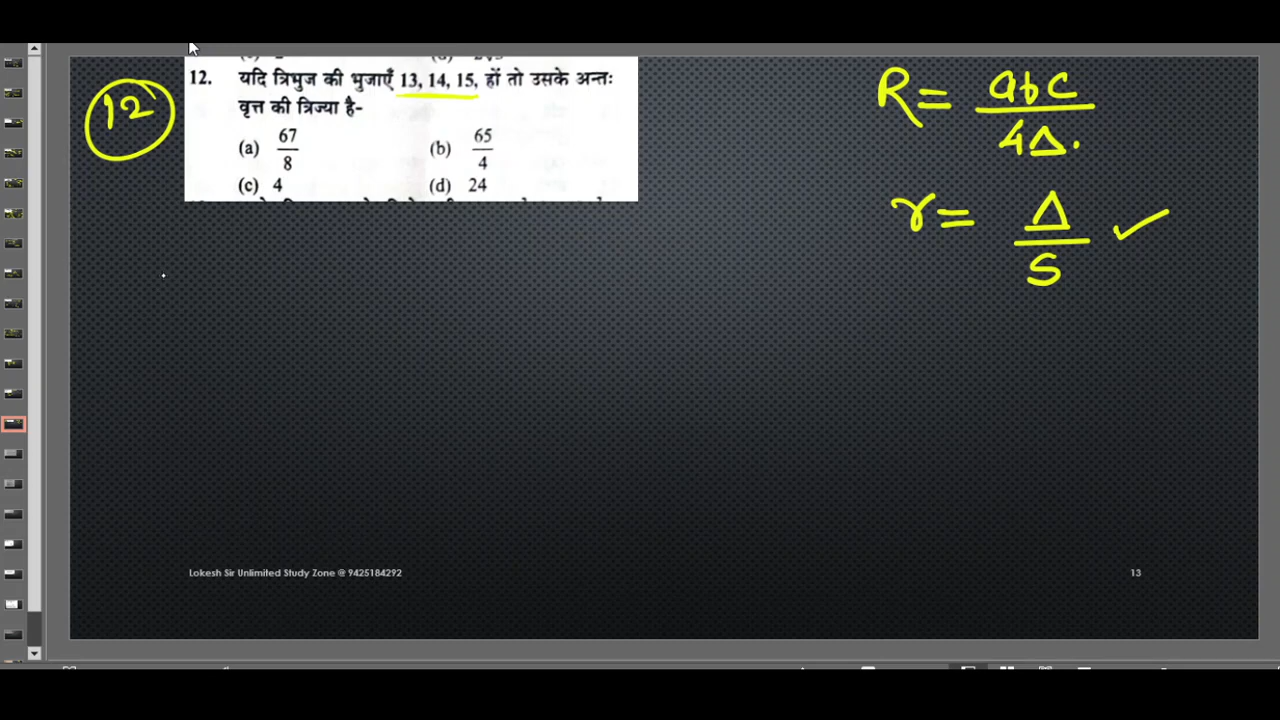 12. यदि त्रिभुज की भुजाएँ 13, 14, 15, हों तो उसके अन्तः
वृत्त की त्रिज्या है-
(a) 67/8 (b) 65/4
(c) 4 (d) 24
12
R = abc/4Δ.
r = Δ/S ✓
Lokesh Sir Unlimited Study Zone @ 9425184292
13